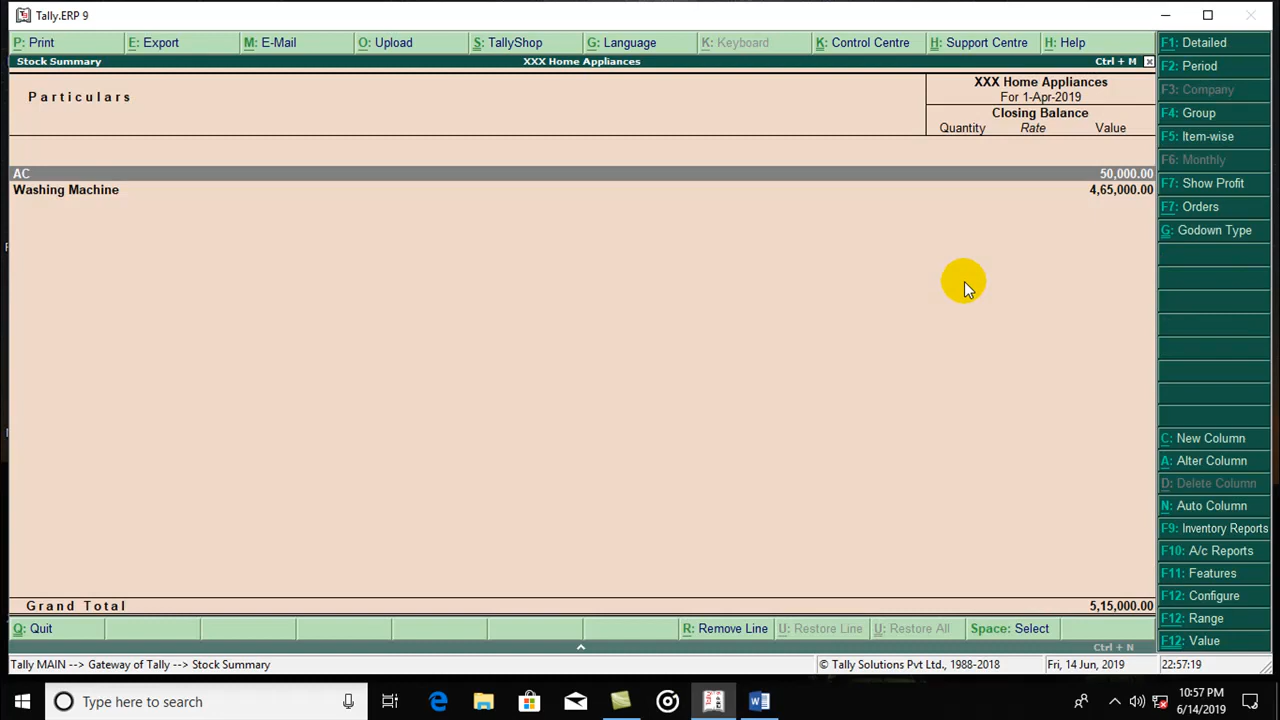 Tally.ERP 9
P: Print E: Export M: E-Mail O: Upload S: TallyShop G: Language K: Keyboard K: Control Centre H: Support Centre H: Help
Stock Summary XXX Home Appliances Ctrl + M
Particulars
XXX Home Appliances
For 1-Apr-2019
Closing Balance
Quantity Rate Value
AC 50,000.00
Washing Machine 4,65,000.00
Grand Total 5,15,000.00
F1: Detailed
F2: Period
F3: Company
F4: Group
F5: Item-wise
F6: Monthly
F7: Show Profit
F7: Orders
G: Godown Type
C: New Column
A: Alter Column
D: Delete Column
N: Auto Column
F9: Inventory Reports
F10: A/c Reports
F11: Features
F12: Configure
F12: Range
F12: Value
Q: Quit R: Remove Line U: Restore Line U: Restore All Space: Select
Ctrl + N
Tally MAIN --> Gateway of Tally --> Stock Summary © Tally Solutions Pvt Ltd., 1988-2018 Fri, 14 Jun, 2019 22:57:19
Type here to search
10:57 PM
6/14/2019